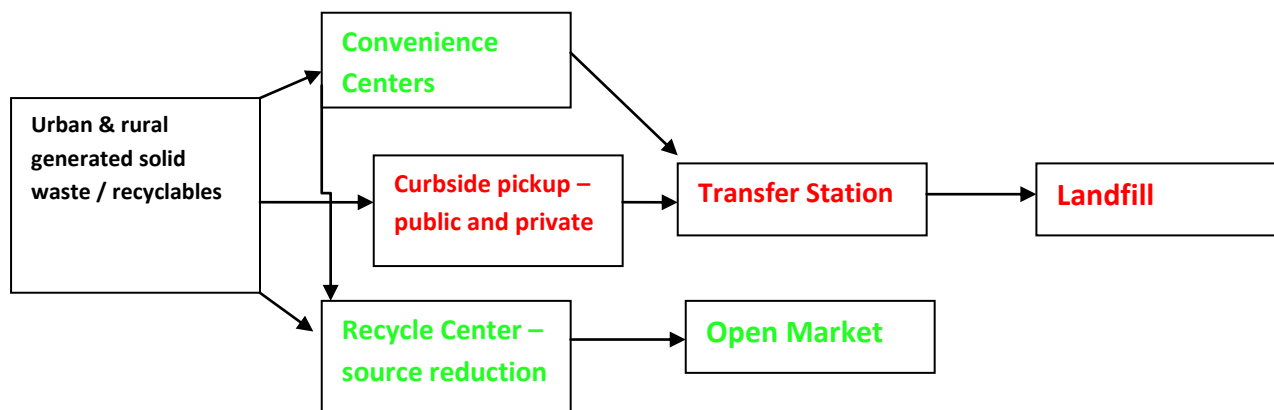 Convenience
Centers
Urban & rural
generated solid
waste / recyclables
Curbside pickup –
public and private
Transfer Station
Landfill
Recycle Center –
source reduction
Open Market